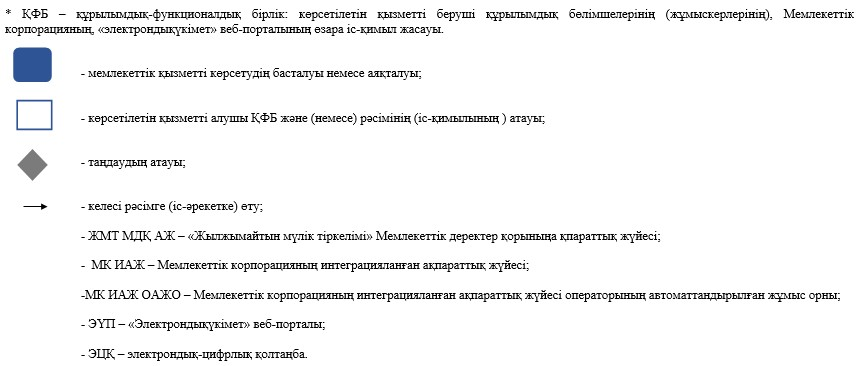 * ҚФБ – құрылымдық-функционалдық бірлік: көрсетілетін қызметті беруші құрылымдық бөлімшелерінің (жұмыскерлерінің), Мемлекеттік
корпорацияның, «электрондықүкімет» веб-порталының өзара іс-қимыл жасауы.
- мемлекеттік қызметті көрсетудің басталуы немесе аяқталуы;
- көрсетілетін қызметті алушы ҚФБ және (немесе) рәсімінің (іс-қимылының ) атауы;
- таңдаудың атауы;
- келесі рәсімге (іс-әрекетке) өту;
- ЖМТ МДҚ АЖ – «Жылжымайтын мүлік тіркелімі» Мемлекеттік деректер қорыныңа қпараттық жүйесі;
- МК ИАЖ – Мемлекеттік корпорацияның интеграцияланған ақпараттық жүйесі;
-МК ИАЖ ОАЖО – Мемлекеттік корпорацияның интеграцияланған ақпараттық жүйесі операторының автоматтандырылған жұмыс орны;
- ЭҮП – «Электрондықүкімет» веб-порталы;
- ЭЦҚ – электрондық-цифрлық қолтаңба.